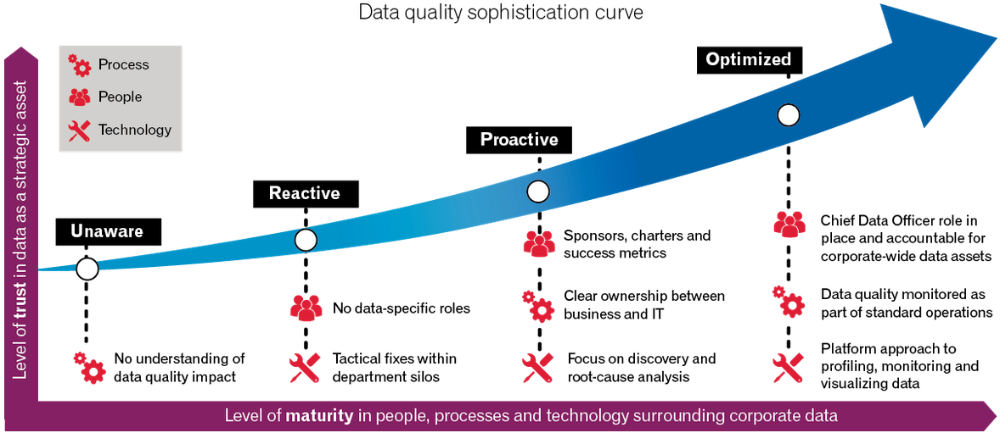 Data quality sophistication curve
Process
People
Technology
Level of trust in data as a strategic asset
Unaware
No understanding of
data quality impact
Reactive
No data-specific roles
Tactical fixes within
department silos
Proactive
Sponsors, charters and
success metrics
Clear ownership between
business and IT
Focus on discovery and
root-cause analysis
Optimized
Chief Data Officer role in
place and accountable for
corporate-wide data assets
Data quality monitored as
part of standard operations
Platform approach to
profiling, monitoring and
visualizing data
Level of maturity in people, processes and technology surrounding corporate data